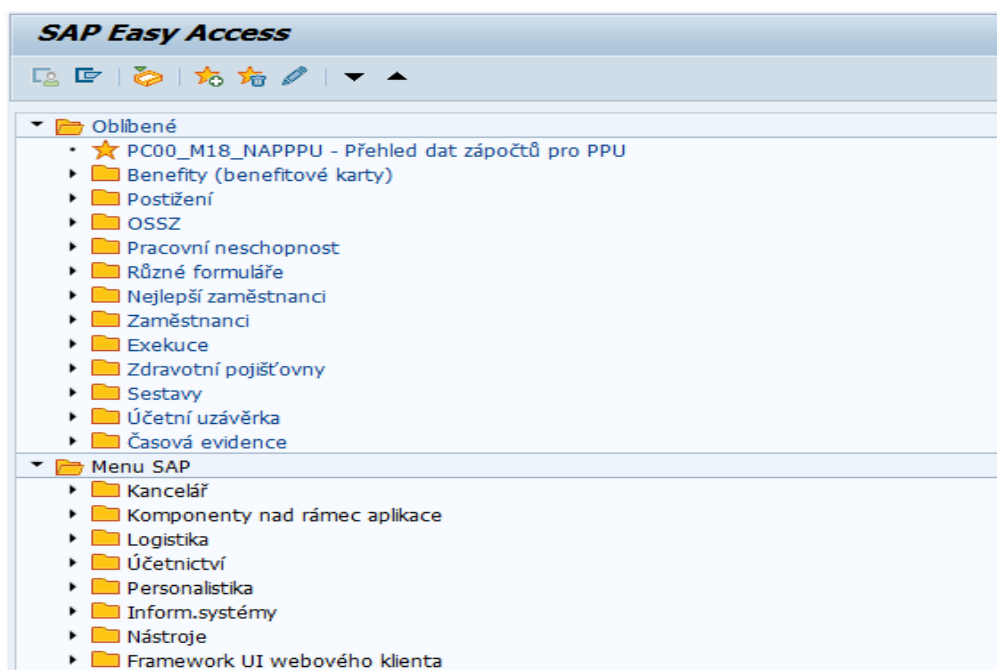 SAP Easy Access
Oblíbené
PC00_M18_NAPPPU - Přehled dat zápočtů pro PPU
Benefity (benefitové karty)
Postižení
OSSZ
Pracovní neschopnost
Různé formuláře
Nejlepší zaměstnanci
Zaměstnanci
Exekuce
Zdravotní pojišťovny
Sestavy
Účetní uzávěrka
Časová evidence
Menu SAP
Kancelář
Komponenty nad rámec aplikace
Logistika
Účetnictví
Personalistika
Inform.systémy
Nástroje
Framework UI webového klienta